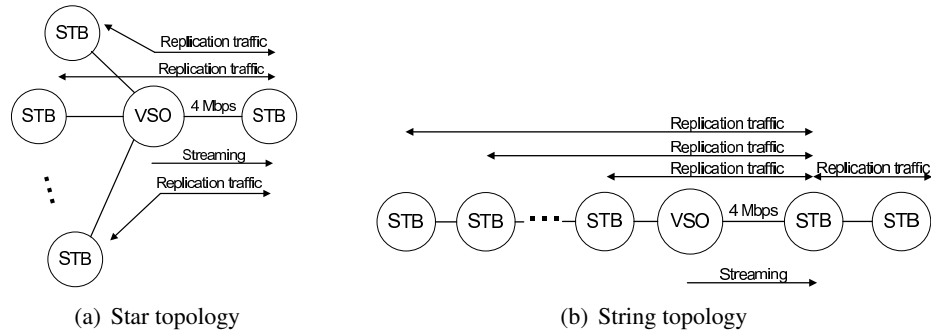 STB
Replication traffic
Replication traffic
STB
VSO
4 Mbps
STB
Streaming
Replication traffic
STB
(a) Star topology
Replication traffic
Replication traffic
Replication traffic
Replication traffic
STB
STB
STB
VSO
4 Mbps
STB
STB
Streaming
(b) String topology